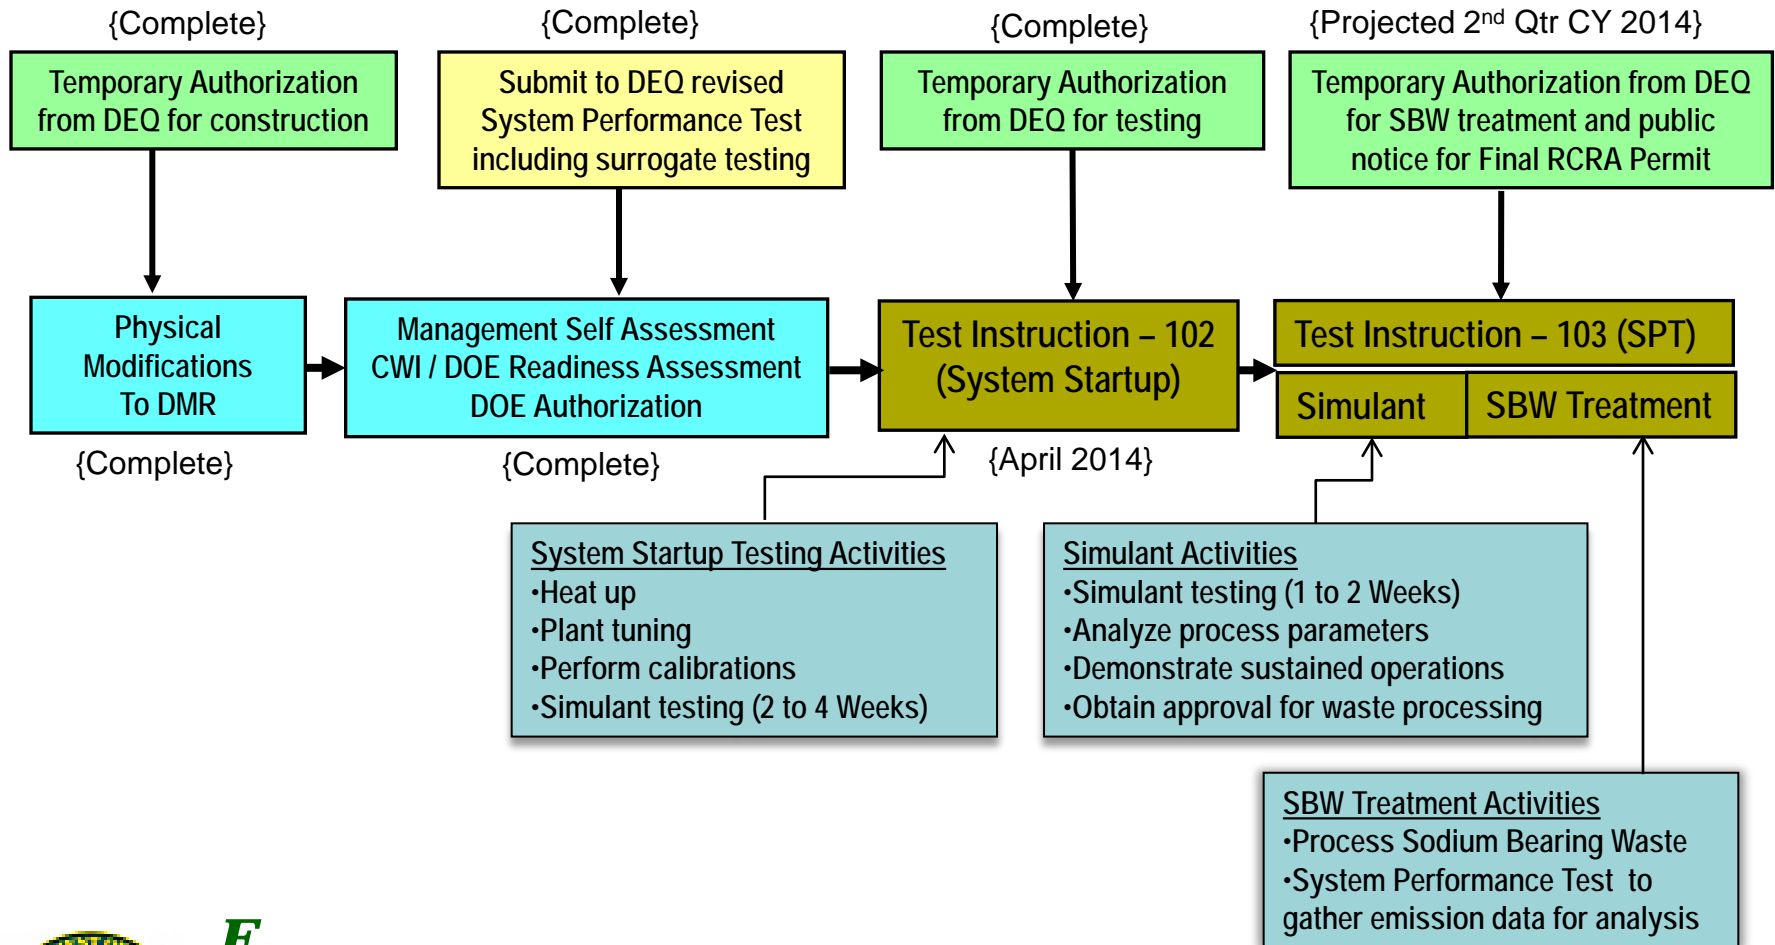 {Complete}
{Complete}
{Complete}
{Projected 2nd Qtr CY 2014}
Temporary Authorization
from DEQ for construction
Submit to DEQ revised
System Performance Test
including surrogate testing
Temporary Authorization
from DEQ for testing
Temporary Authorization from DEQ
for SBW treatment and public
notice for Final RCRA Permit
Physical
Modifications
To DMR
Management Self Assessment
CWI / DOE Readiness Assessment
DOE Authorization
Test Instruction – 102
(System Startup)
Test Instruction – 103 (SPT)
Simulant
SBW Treatment
{Complete}
{Complete}
{April 2014}
System Startup Testing Activities
•Heat up
•Plant tuning
•Perform calibrations
•Simulant testing (2 to 4 Weeks)
Simulant Activities
•Simulant testing (1 to 2 Weeks)
•Analyze process parameters
•Demonstrate sustained operations
•Obtain approval for waste processing
SBW Treatment Activities
•Process Sodium Bearing Waste
•System Performance Test to
gather emission data for analysis
E